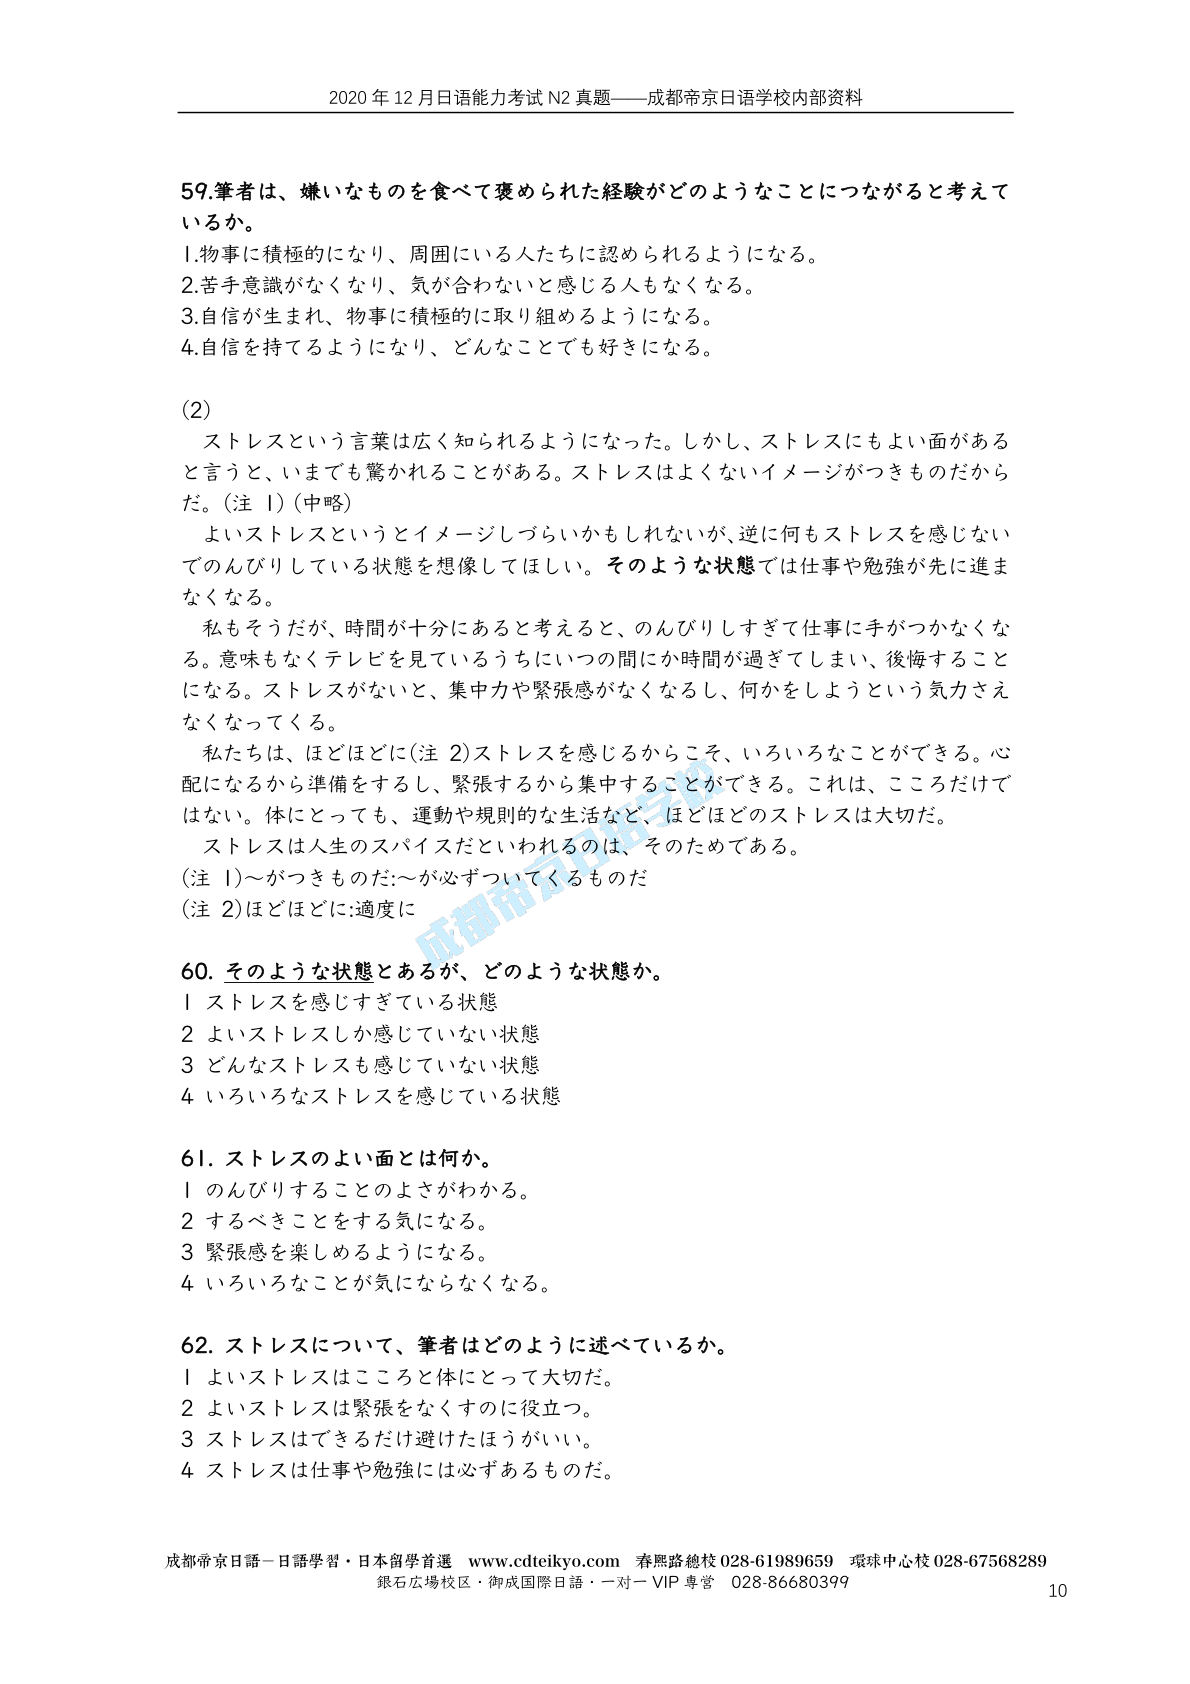 2020 年 12 月日语能力考试 N2 真题——成都帝京日语学校内部资料
59.筆者は、嫌いなものを食べて褒められた経験がどのようなことにつながると考えて
いるか。
1.物事に積極的になり、周囲にいる人たちに認められるようになる。
2.苦手意識がなくなり、気が合わないと感じる人もなくなる。
3.自信が生まれ、物事に積極的に取り組めるようになる。
4.自信を持てるようになり、どんなことでも好きになる。
(2)
ストレスという言葉は広く知られるようになった。しかし、ストレスにもよい面がある
と言うと、いまでも驚かれることがある。ストレスはよくないイメージがつきものだから
だ。(注 1) (中略)
よいストレスというとイメージしづらいかもしれないが、逆に何もストレスを感じない
でのんびりしている状態を想像してほしい。そのような状態では仕事や勉強が先に進ま
なくなる。
私もそうだが、時間が十分にあると考えると、のんびりしすぎて仕事に手がつかなくな
る。意味もなくテレビを見ているうちにいつの間にか時間が過ぎてしまい、後悔すること
になる。ストレスがないと、集中力や緊張感がなくなるし、何かをしようという気力さえ
なくなってくる。
私たちは、ほどほどに(注 2)ストレスを感じるからこそ、いろいろなことができる。心
配になるから準備をするし、緊張するから集中することができる。これは、こころだけで
はない。体にとっても、運動や規則的な生活など、ほどほどのストレスは大切だ。
ストレスは人生のスパイスだといわれるのは、そのためである。
(注 1)～がつきものだ:～が必ずついてくるものだ
(注 2)ほどほどに:適度に
成都帝京日语学校
60. そのような状態とあるが、どのような状態か。
1 ストレスを感じすぎている状態
2 よいストレスしか感じていない状態
3 どんなストレスも感じていない状態
4 いろいろなストレスを感じている状態
61. ストレスのよい面とは何か。
1 のんびりすることのよさがわかる。
2 するべきことをする気になる。
3 緊張感を楽しめるようになる。
4 いろいろなことが気にならなくなる。
62. ストレスについて、筆者はどのように述べているか。
1 よいストレスはこころと体にとって大切だ。
2 よいストレスは緊張をなくすのに役立つ。
3 ストレスはできるだけ避けたほうがいい。
4 ストレスは仕事や勉強には必ずあるものだ。
成都帝京日語－日語學習・日本留學首選 www.cdteikyo.com 春熙路總校 028-61989659 環球中心校 028-67568289
銀石広場校区・御成国際日語・一对一 VIP 專営 028-86680399
10